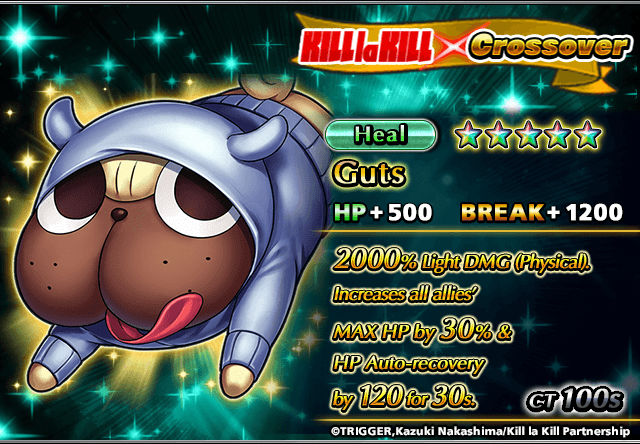 KILL la KILL × Crossover
Heal
Guts
HP+500 BREAK+1200
2000% Light DMG (Physical).
Increases all allies'
MAX HP by 30% &
HP Auto-recovery
by 120 for 30s.
CT 100s
©TRIGGER,Kazuki Nakashima/Kill la Kill Partnership